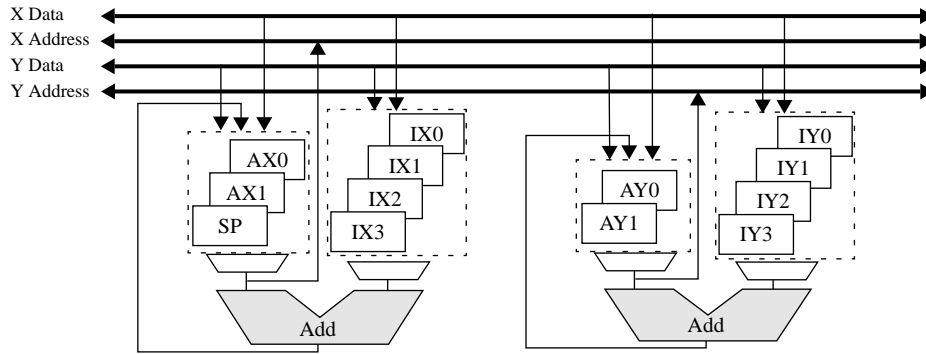 X Data
X Address
Y Data
Y Address
AX0
AX1
SP
IX0
IX1
IX2
IX3
Add
AY0
AY1
IY0
IY1
IY2
IY3
Add